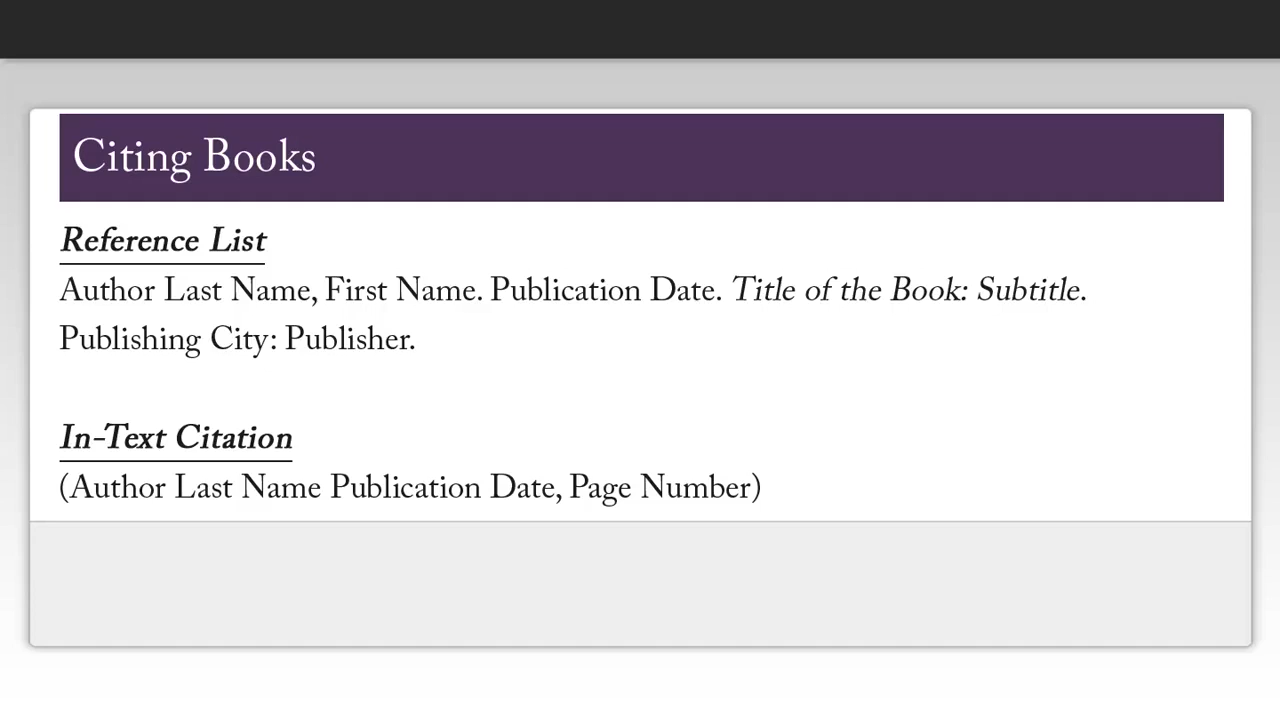 Citing Books
Reference List
Author Last Name, First Name. Publication Date. Title of the Book: Subtitle.
Publishing City: Publisher.
In-Text Citation
(Author Last Name Publication Date, Page Number)